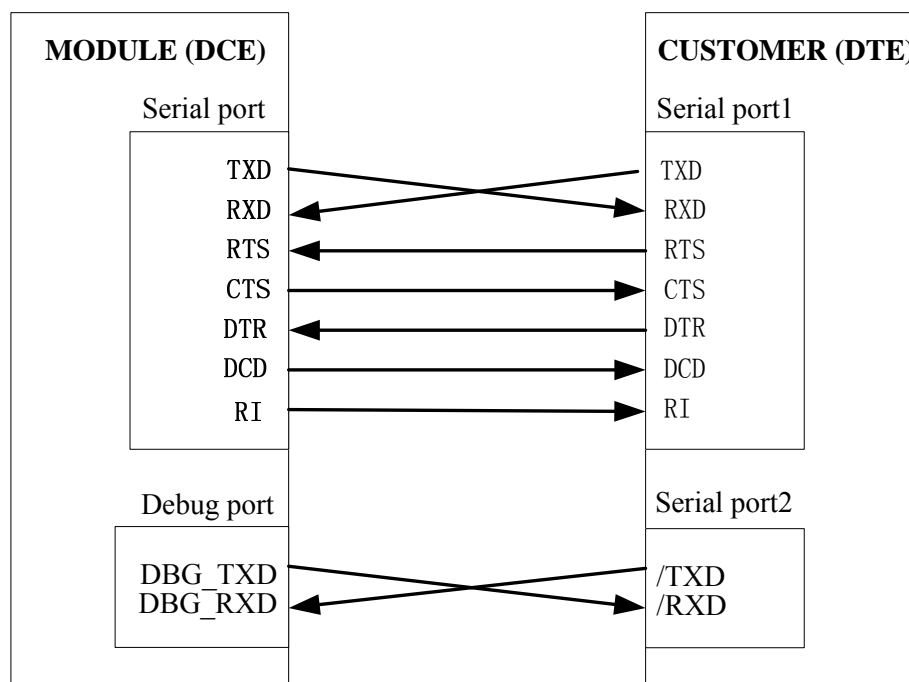 MODULE (DCE)
Serial port
TXD
RXD
RTS
CTS
DTR
DCD
RI
Debug port
DBG_TXD
DBG_RXD
CUSTOMER (DTE)
Serial port1
TXD
RXD
RTS
CTS
DTR
DCD
RI
Serial port2
/TXD
/RXD